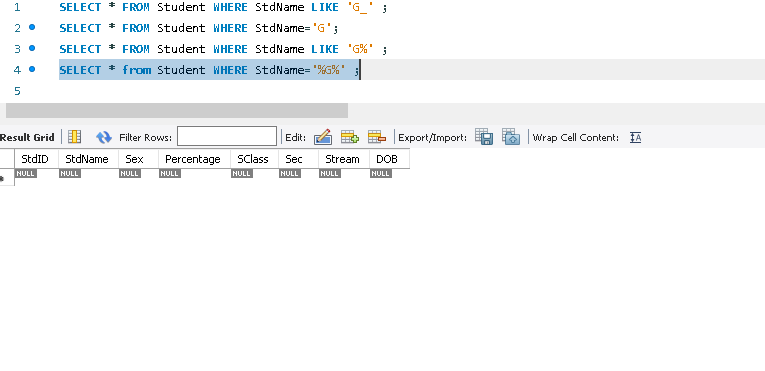 1 SELECT * FROM Student WHERE StdName LIKE 'G_' ;
2 SELECT * FROM Student WHERE StdName='G';
3 SELECT * FROM Student WHERE StdName LIKE 'G%' ;
4 SELECT * from Student WHERE StdName='%G%' ;
5
Result Grid Filter Rows: Edit: Export/Import: Wrap Cell Content:
StdID StdName Sex Percentage SClass Sec Stream DOB
NULL NULL NULL NULL NULL NULL NULL NULL